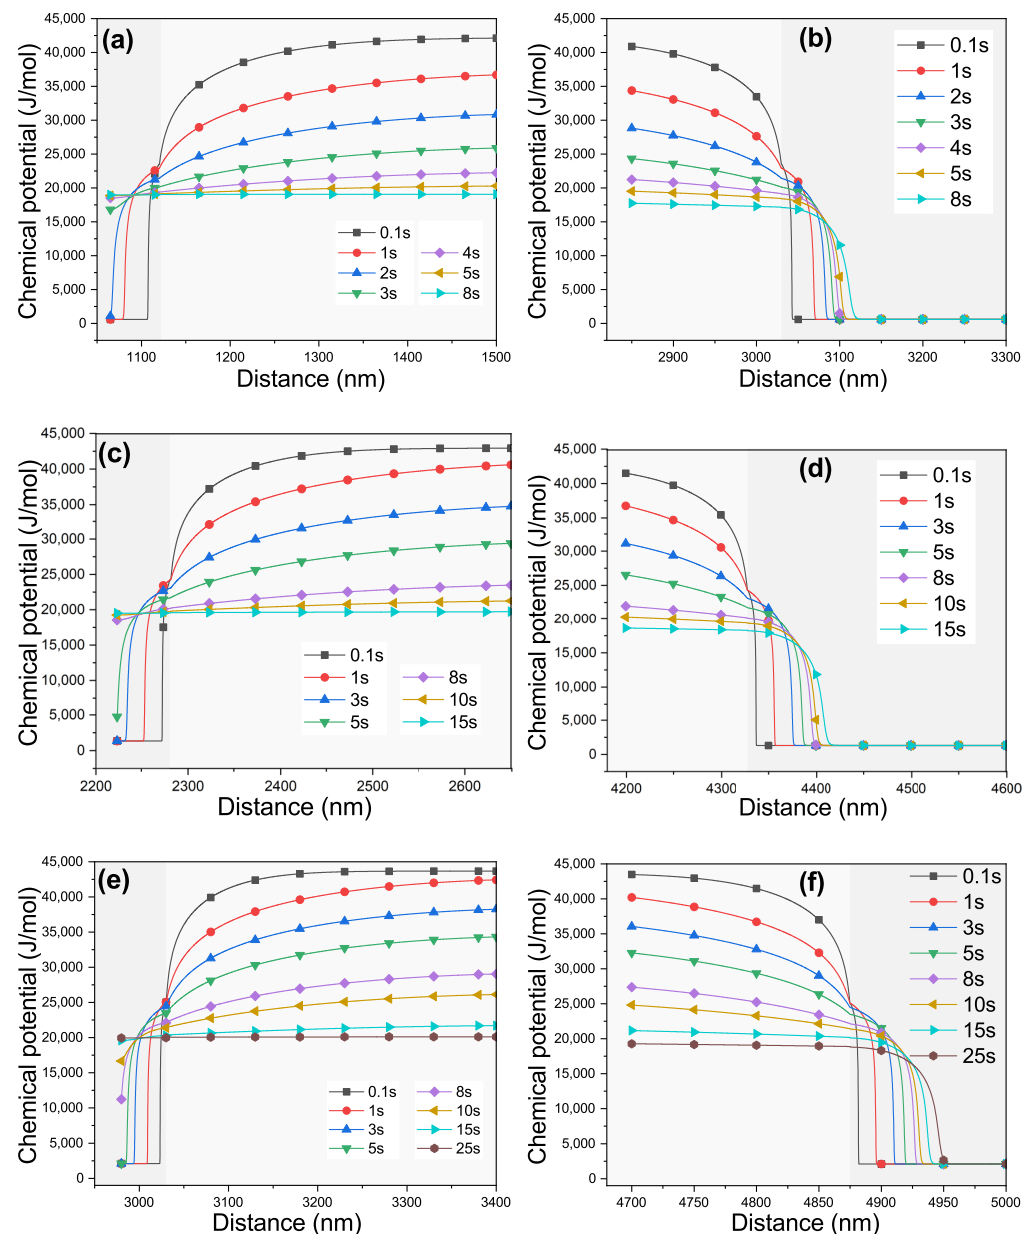 (a)
45,000
40,000
35,000
30,000
25,000
20,000
15,000
10,000
5,000
0
Chemical potential (J/mol)
0.1s
1s
2s
3s
4s
5s
8s
1100
1200
1300
1400
1500
Distance (nm)
(b)
45,000
40,000
35,000
30,000
25,000
20,000
15,000
10,000
5,000
0
Chemical potential (J/mol)
0.1s
1s
2s
3s
4s
5s
8s
2900
3000
3100
3200
3300
Distance (nm)
(c)
45,000
40,000
35,000
30,000
25,000
20,000
15,000
10,000
5,000
0
Chemical potential (J/mol)
0.1s
1s
3s
5s
8s
10s
15s
2200
2300
2400
2500
2600
Distance (nm)
(d)
45,000
40,000
35,000
30,000
25,000
20,000
15,000
10,000
5,000
0
Chemical potential (J/mol)
0.1s
1s
3s
5s
8s
10s
15s
4200
4300
4400
4500
4600
Distance (nm)
(e)
45,000
40,000
35,000
30,000
25,000
20,000
15,000
10,000
5,000
0
Chemical potential (J/mol)
0.1s
1s
3s
5s
8s
10s
15s
25s
3000
3100
3200
3300
3400
Distance (nm)
(f)
45,000
40,000
35,000
30,000
25,000
20,000
15,000
10,000
5,000
0
Chemical potential (J/mol)
0.1s
1s
3s
5s
8s
10s
15s
25s
4700
4750
4800
4850
4900
4950
5000
Distance (nm)